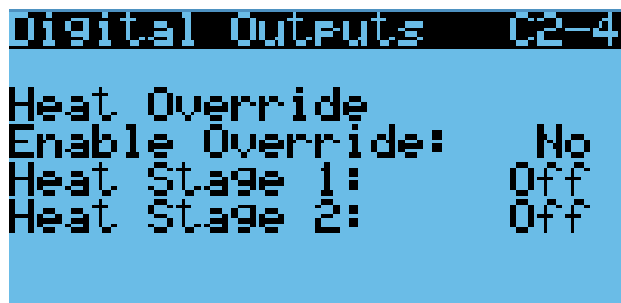 Digital Outputs C2-4
Heat Override
Enable Override: No
Heat Stage 1: Off
Heat Stage 2: Off